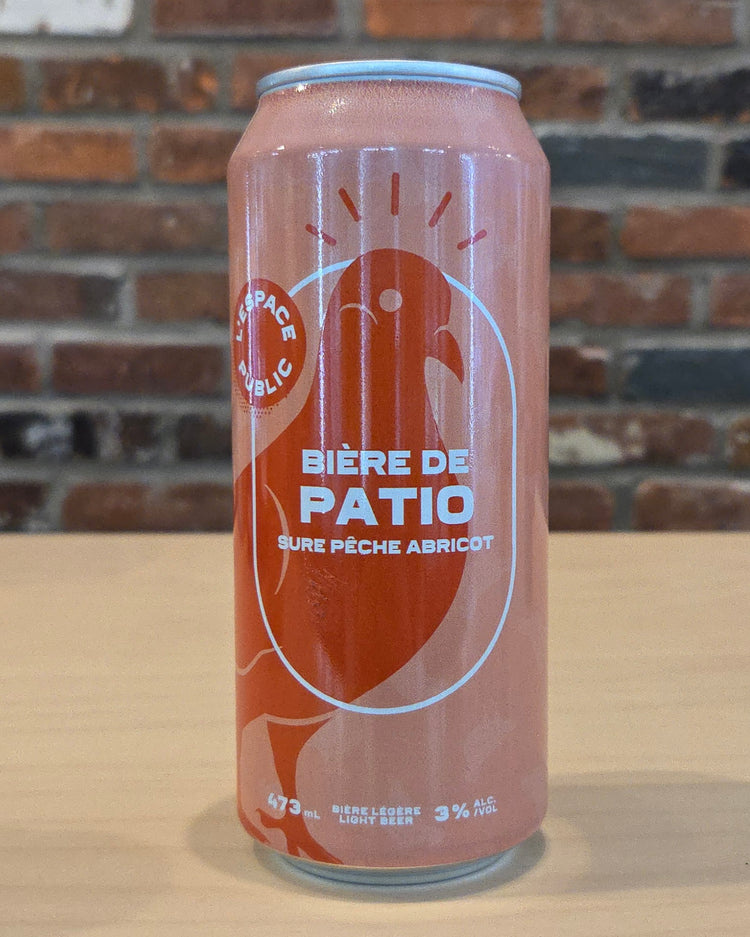 L'ESPACE
PUBLIC
BIÈRE DE
PATIO
SURE PÊCHE ABRICOT
473 mL
BIÈRE LÉGÈRE
LIGHT BEER
3% ALC.
/VOL